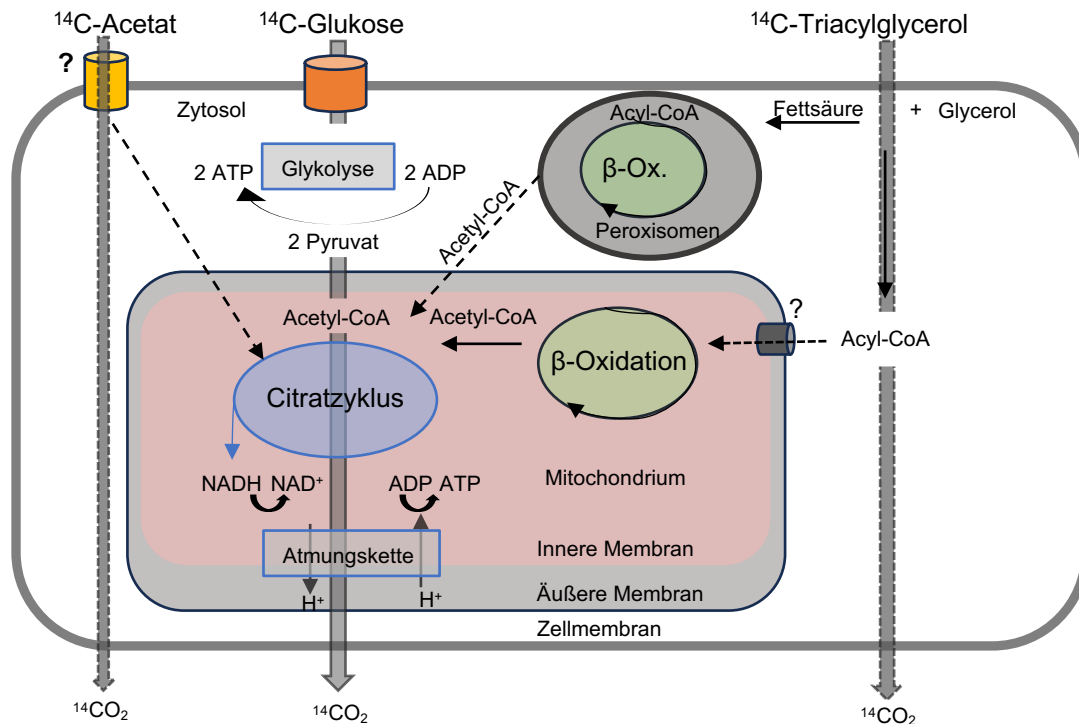 ¹⁴C-Acetat
¹⁴C-Glukose
¹⁴C-Triacylglycerol
?
Zytosol
Acyl-CoA
Fettsäure
+ Glycerol
2 ATP
Glykolyse
2 ADP
β-Ox.
Peroxisomen
Acetyl-CoA
2 Pyruvat
?
Acetyl-CoA
Acetyl-CoA
Acyl-CoA
β-Oxidation
Citratzyklus
Mitochondrium
NADH NAD⁺
ADP ATP
Atmungskette
Innere Membran
H⁺
H⁺
Äußere Membran
Zellmembran
¹⁴CO₂
¹⁴CO₂
¹⁴CO₂